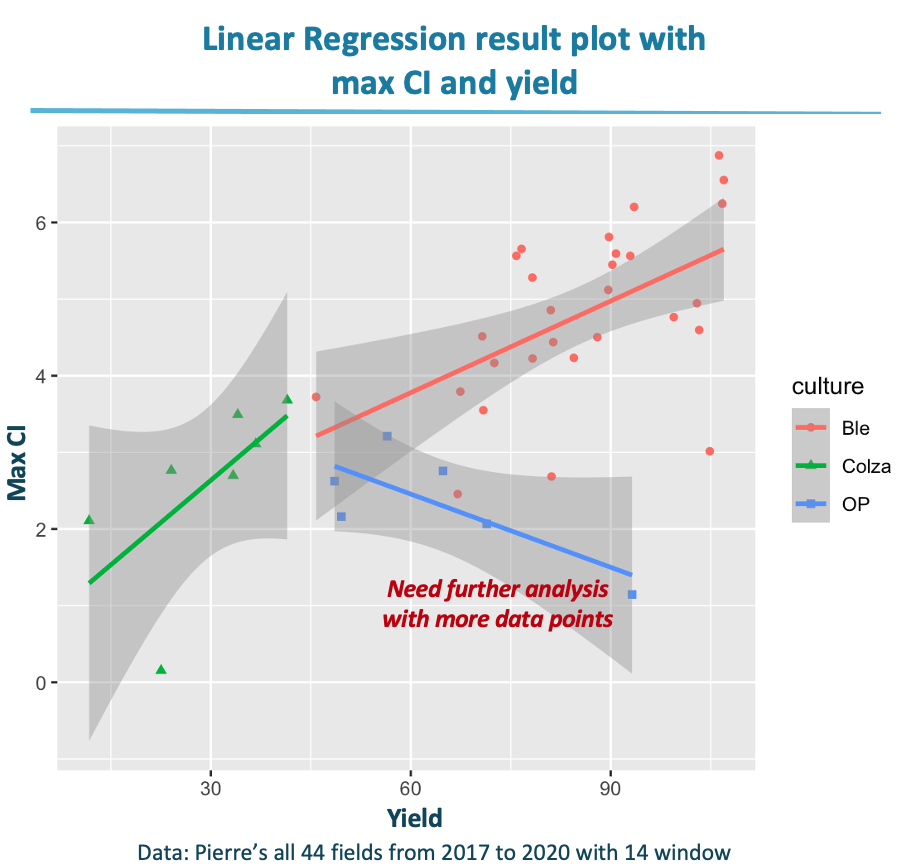 Linear Regression result plot with
max CI and yield
6
4
2
0
Max CI
30
60
90
Yield
Need further analysis
with more data points
culture
Ble
Colza
OP
Data: Pierre’s all 44 fields from 2017 to 2020 with 14 window